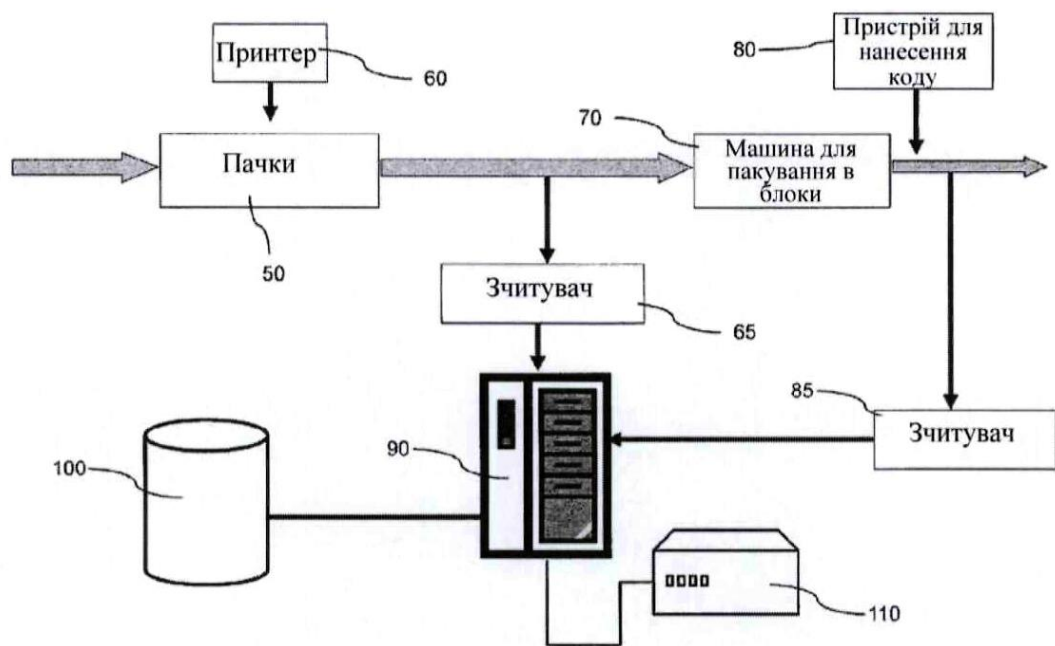 Принтер
60
80
Пристрій для
нанесення
коду
Пачки
50
70
Машина для
пакування в
блоки
Зчитувач
65
85
Зчитувач
90
100
110